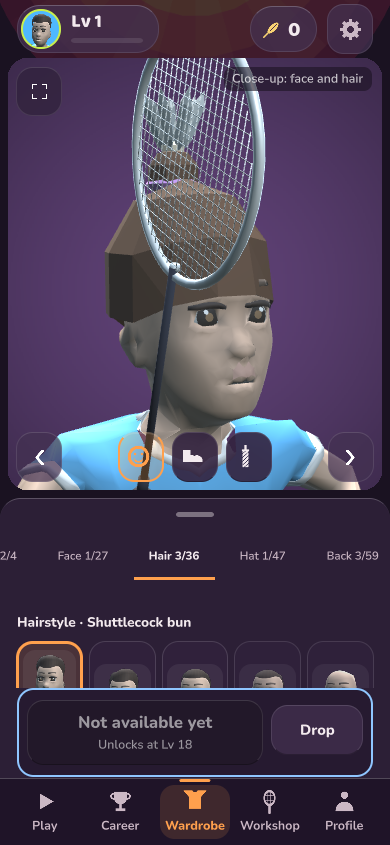 Lv 1
0
Close-up: face and hair
2/4
Face 1/27
Hair 3/36
Hat 1/47
Back 3/59
Hairstyle · Shuttlecock bun
Not available yet
Unlocks at Lv 18
Drop
Play
Career
Wardrobe
Workshop
Profile